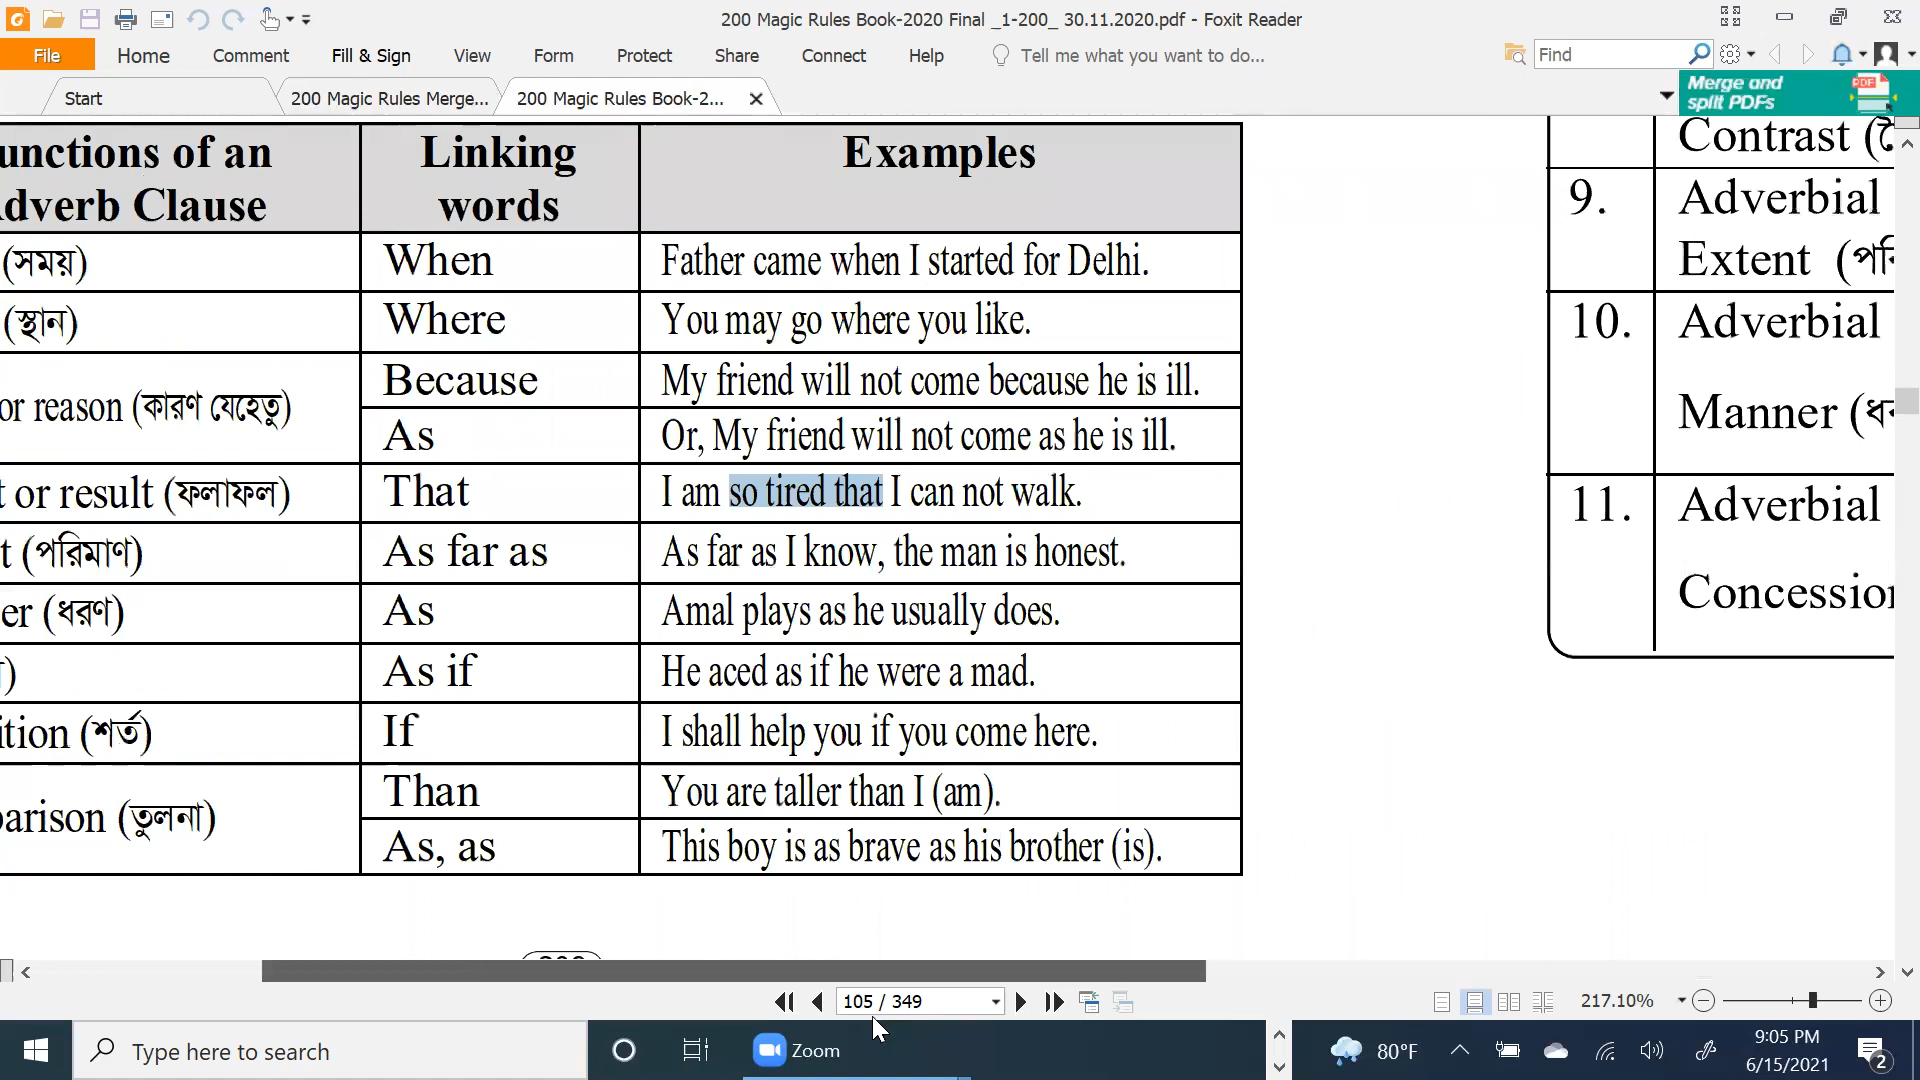 200 Magic Rules Book-2020 Final _1-200_ 30.11.2020.pdf - Foxit Reader
File Home Comment Fill & Sign View Form Protect Share Connect Help Tell me what you want to do... Find
Start 200 Magic Rules Merge... 200 Magic Rules Book-2...
Merge and
split PDFs
PDF
unctions of an
dverb Clause
Linking
words
Examples
(সময়) When Father came when I started for Delhi.
(স্থান) Where You may go where you like.
or reason (কারণ যেহেতু) Because My friend will not come because he is ill.
As Or, My friend will not come as he is ill.
t or result (ফলাফল) That I am so tired that I can not walk.
t (পরিমাণ) As far as As far as I know, the man is honest.
er (ধরণ) As Amal plays as he usually does.
As if He aced as if he were a mad.
ition (শর্ত) If I shall help you if you come here.
parison (তুলনা) Than You are taller than I (am).
As, as This boy is as brave as his brother (is).
Contrast
9. Adverbial
Extent (পরি
10. Adverbial
Manner (ধ
11. Adverbial
Concession
105 / 349
217.10%
Type here to search
Zoom
80°F
9:05 PM
6/15/2021
2